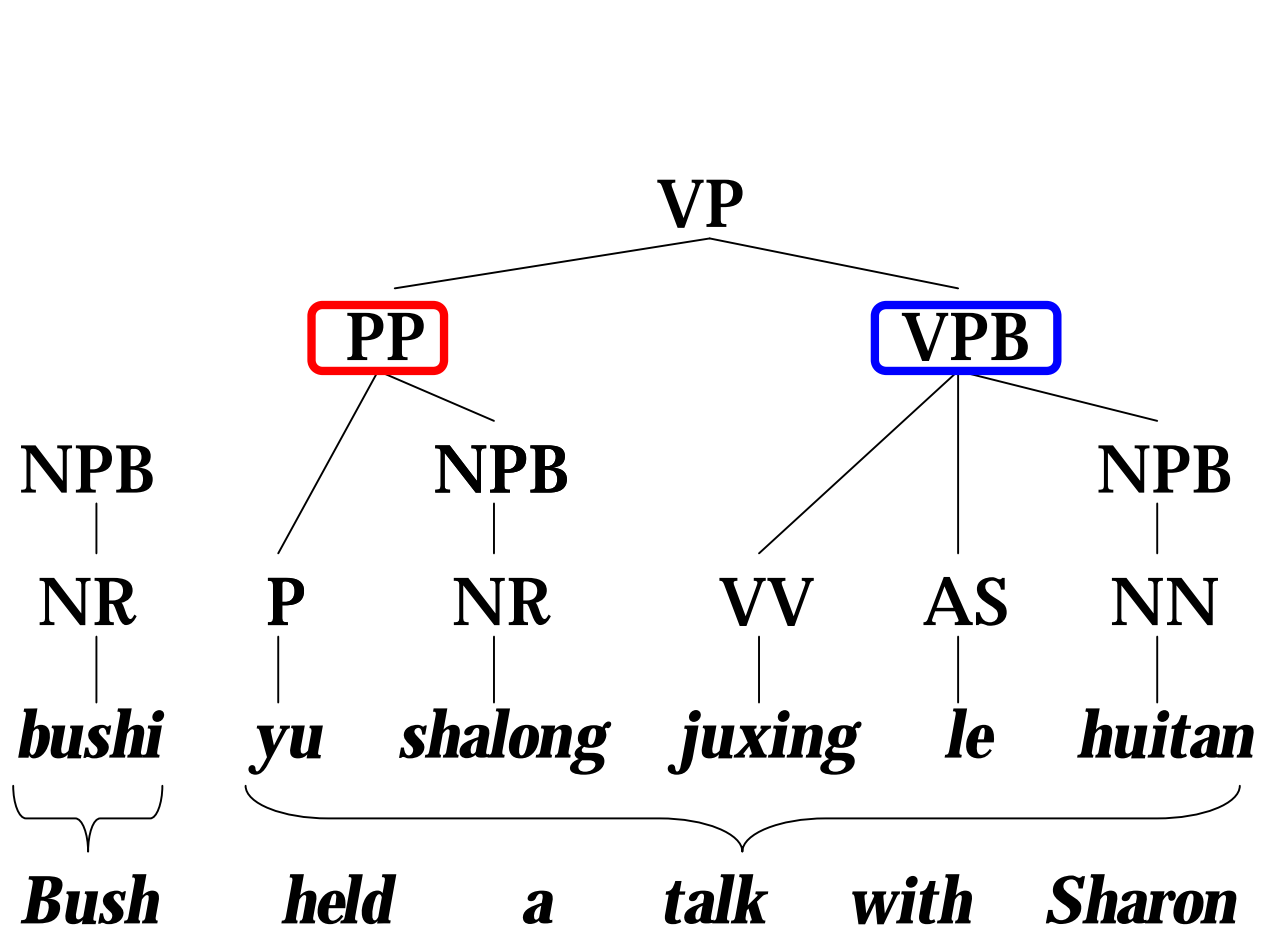 VP
PP VPB
NPB NPB NPB
NR P NR VV AS NN
bushi yu shalong juxing le huitan
Bush held a talk with Sharon